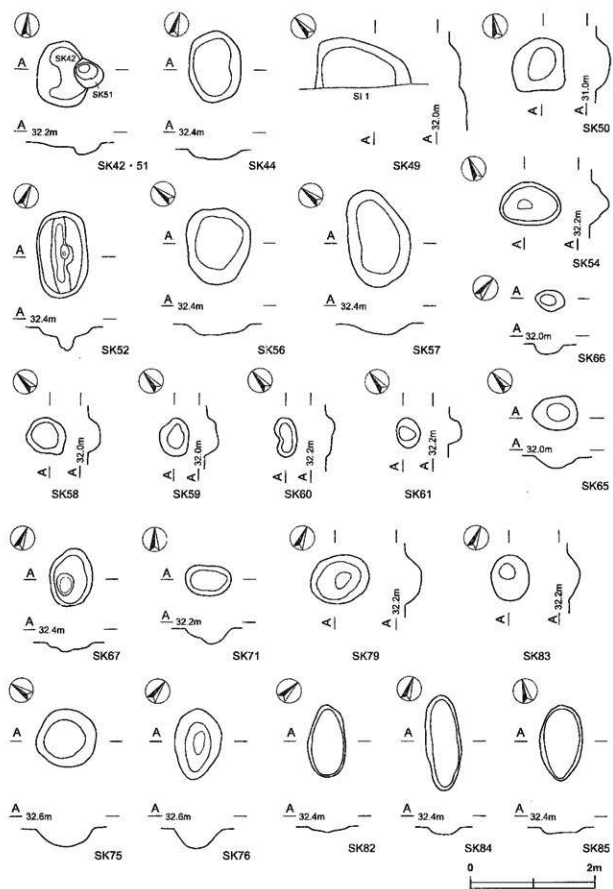 A
SK42
SK51
A 32.2m
SK42・51
A
A 32.4m
SK44
SI 1
A
A 32.0m
SK49
A
A 31.0m
SK50
A
A 32.4m
SK52
A
A 32.4m
SK56
A
A 32.4m
SK57
A
A 32.2m
SK54
A
A 32.0m
SK66
A
A 32.0m
SK58
A
A 32.0m
SK59
A
A 32.2m
SK60
A
A 32.2m
SK61
A
A 32.0m
SK65
A
A 32.4m
SK67
A
A 32.2m
SK71
A
A 32.2m
SK79
A
A 32.2m
SK83
A
A 32.6m
SK75
A
A 32.6m
SK76
A
A 32.4m
SK82
A
A 32.4m
SK84
A
A 32.4m
SK85
0 2m